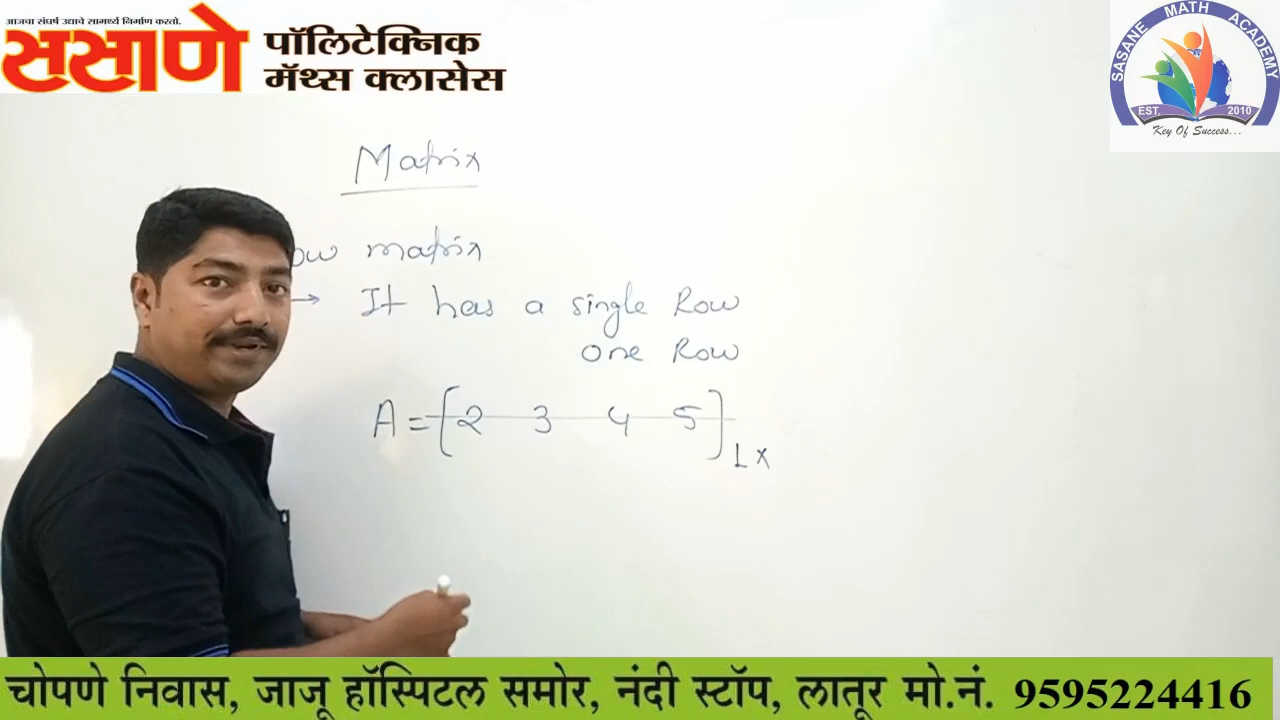 आजचा संघर्ष उद्याचे सामर्थ्य निर्माण करतो.
ससाणे
पॉलिटेक्निक
मॅथ्स क्लासेस
SASANE MATH ACADEMY
EST. 2010
Key Of Success...
Matrix
ow matrix
→ It has a single Row
one Row
A = [2 3 4 5] 1 x
चोपणे निवास, जाजू हॉस्पिटल समोर, नंदी स्टॉप, लातूर मो.नं. 9595224416